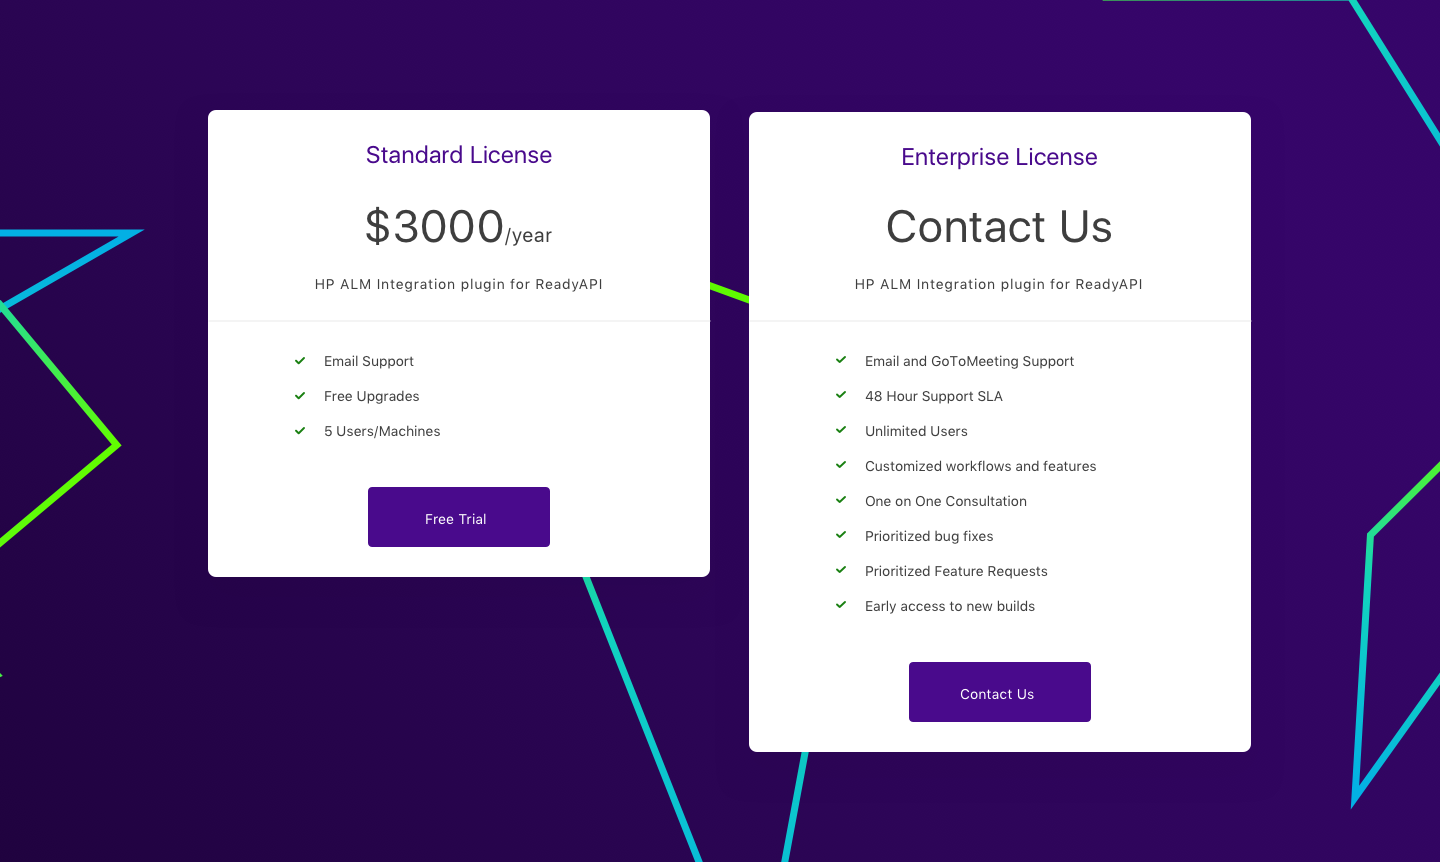 Standard License
$3000/year
HP ALM Integration plugin for ReadyAPI
Email Support
Free Upgrades
5 Users/Machines
Free Trial
Enterprise License
Contact Us
HP ALM Integration plugin for ReadyAPI
Email and GoToMeeting Support
48 Hour Support SLA
Unlimited Users
Customized workflows and features
One on One Consultation
Prioritized bug fixes
Prioritized Feature Requests
Early access to new builds
Contact Us